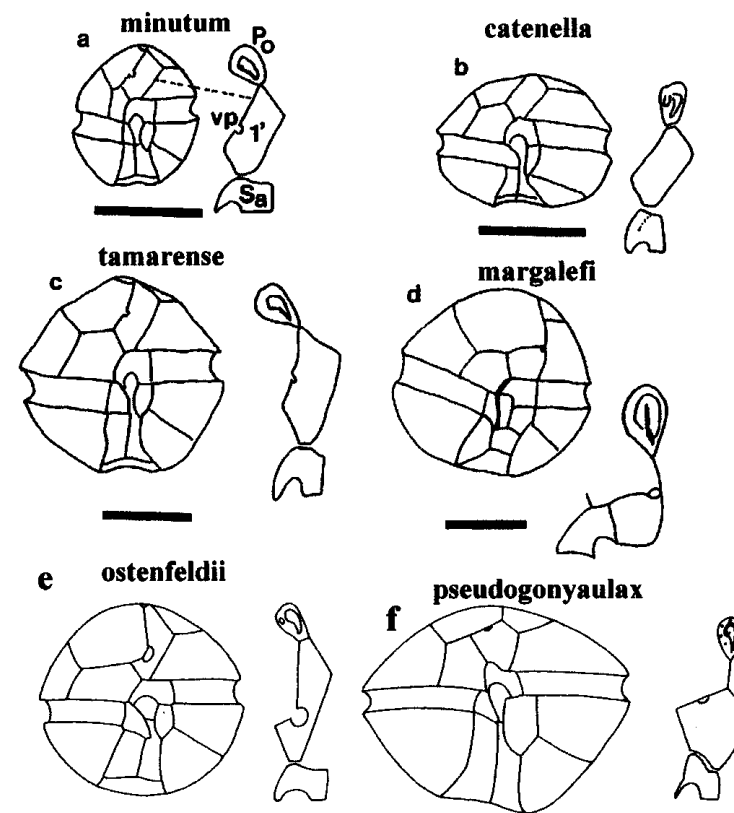 minutum
a
Po
vp
1'
Sa
catenella
b
tamarense
c
margalefi
d
ostenfeldii
e
pseudogonyaulax
f